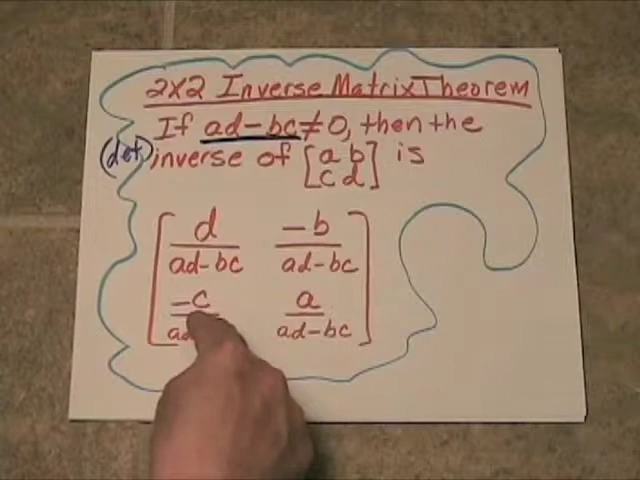 2x2 Inverse Matrix Theorem
If ad-bc≠0, then the
(det) inverse of [a b] is
[c d]
d -b
ad-bc ad-bc
-c a
ad-bc